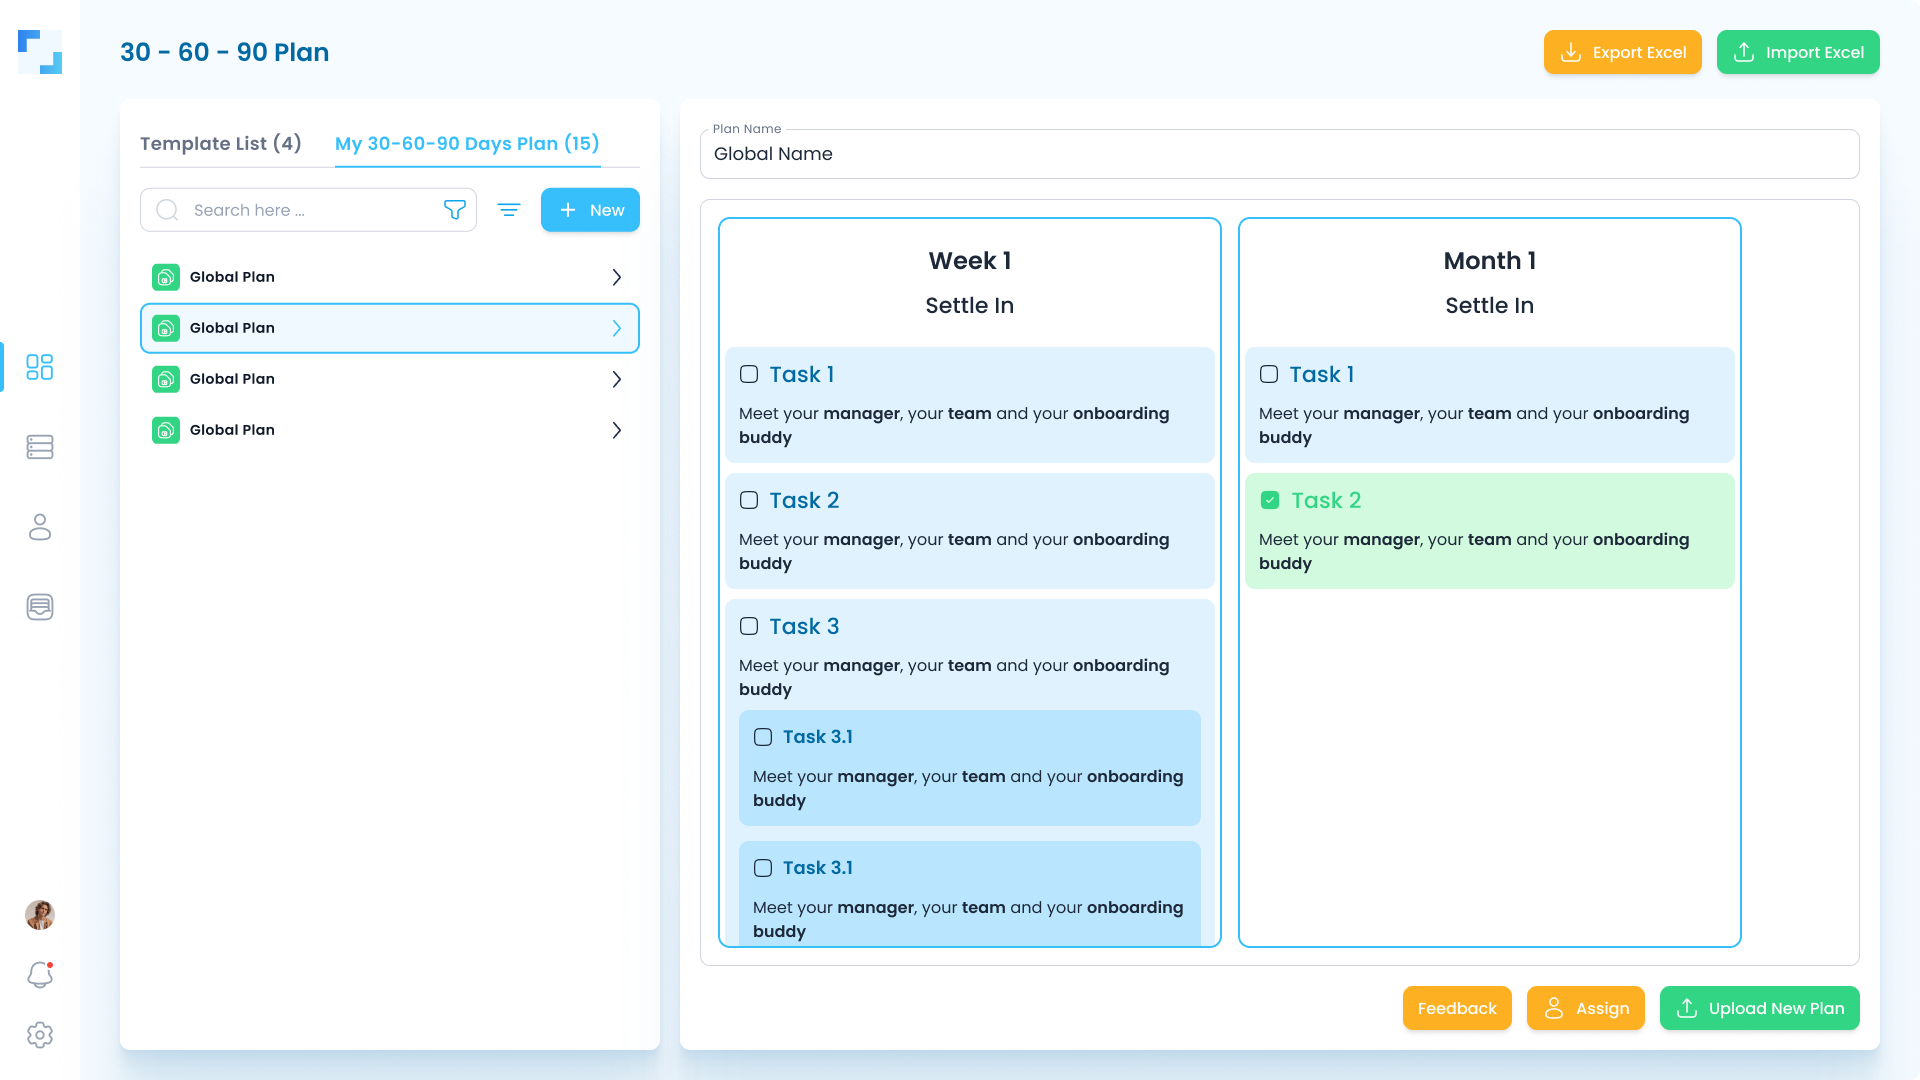 30 - 60 - 90 Plan
Export Excel
Import Excel
Template List (4)
My 30-60-90 Days Plan (15)
Search here ...
New
Global Plan
Global Plan
Global Plan
Global Plan
Plan Name
Global Name
Week 1
Settle In
Task 1
Meet your manager, your team and your onboarding
buddy
Task 2
Meet your manager, your team and your onboarding
buddy
Task 3
Meet your manager, your team and your onboarding
buddy
Task 3.1
Meet your manager, your team and your onboarding
buddy
Task 3.1
Meet your manager, your team and your onboarding
buddy
Month 1
Settle In
Task 1
Meet your manager, your team and your onboarding
buddy
Task 2
Meet your manager, your team and your onboarding
buddy
Feedback
Assign
Upload New Plan